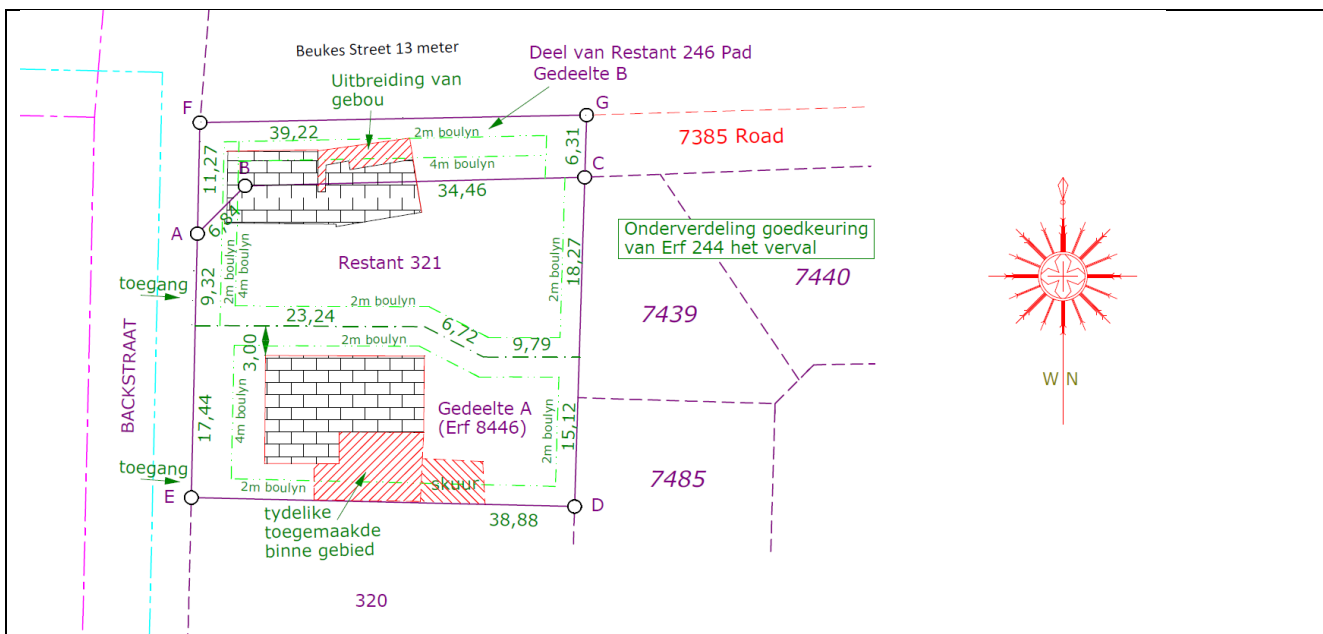 Beukes Street 13 meter
Deel van Restant 246 Pad
Gedeelte B
Uitbreiding van
gebou
F
G
39,22
2m boulyn
7385 Road
6,31
11,27
B
4m boulyn
C
34,46
6,84
A
Onderverdeling goedkeuring
van Erf 244 het verval
Restant 321
18,27
7440
toegang
9,32
2m boulyn
4m boulyn
2m boulyn
2m boulyn
7439
23,24
6,72
9,79
2m boulyn
3,00
BACKSTRAAT
W N
17,44
4m boulyn
Gedeelte A
(Erf 8446)
2m boulyn
15,12
toegang
7485
E
2m boulyn
skuur
D
38,88
tydelike
toegemaakde
binne gebied
320